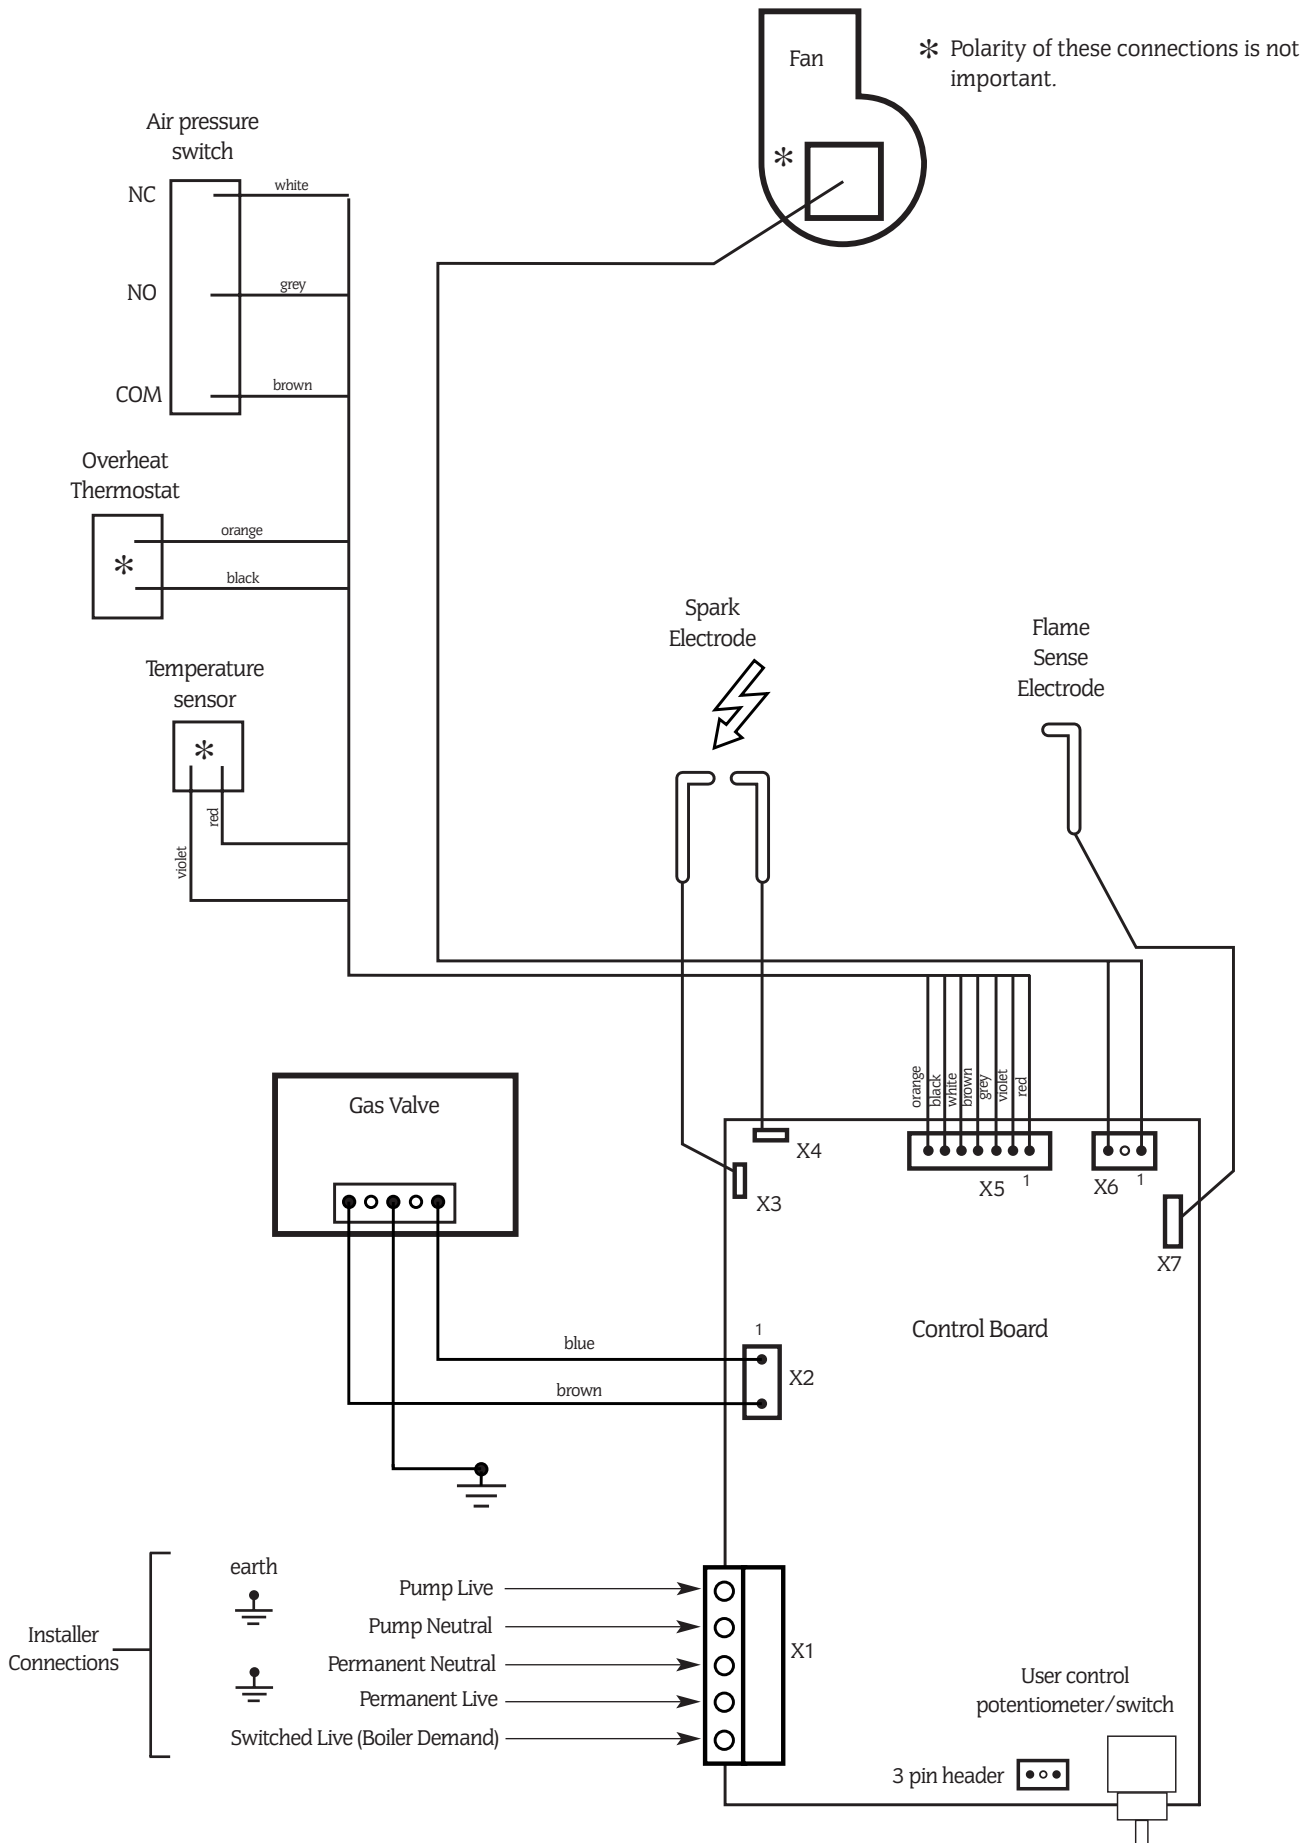 Fan
* Polarity of these connections is not
important.
Air pressure
switch
NC
white
*
NO
grey
COM
brown
Overheat
Thermostat
orange
*
black
Spark
Electrode
Flame
Sense
Electrode
Temperature
sensor
*
red
violet
orange
black
white
brown
grey
violet
red
Gas Valve
X4
X3
X5
1
X6
1
X7
1
Control Board
blue
X2
brown
earth
Installer
Connections
Pump Live
Pump Neutral
Permanent Neutral
Permanent Live
Switched Live (Boiler Demand)
X1
User control
potentiometer/switch
3 pin header